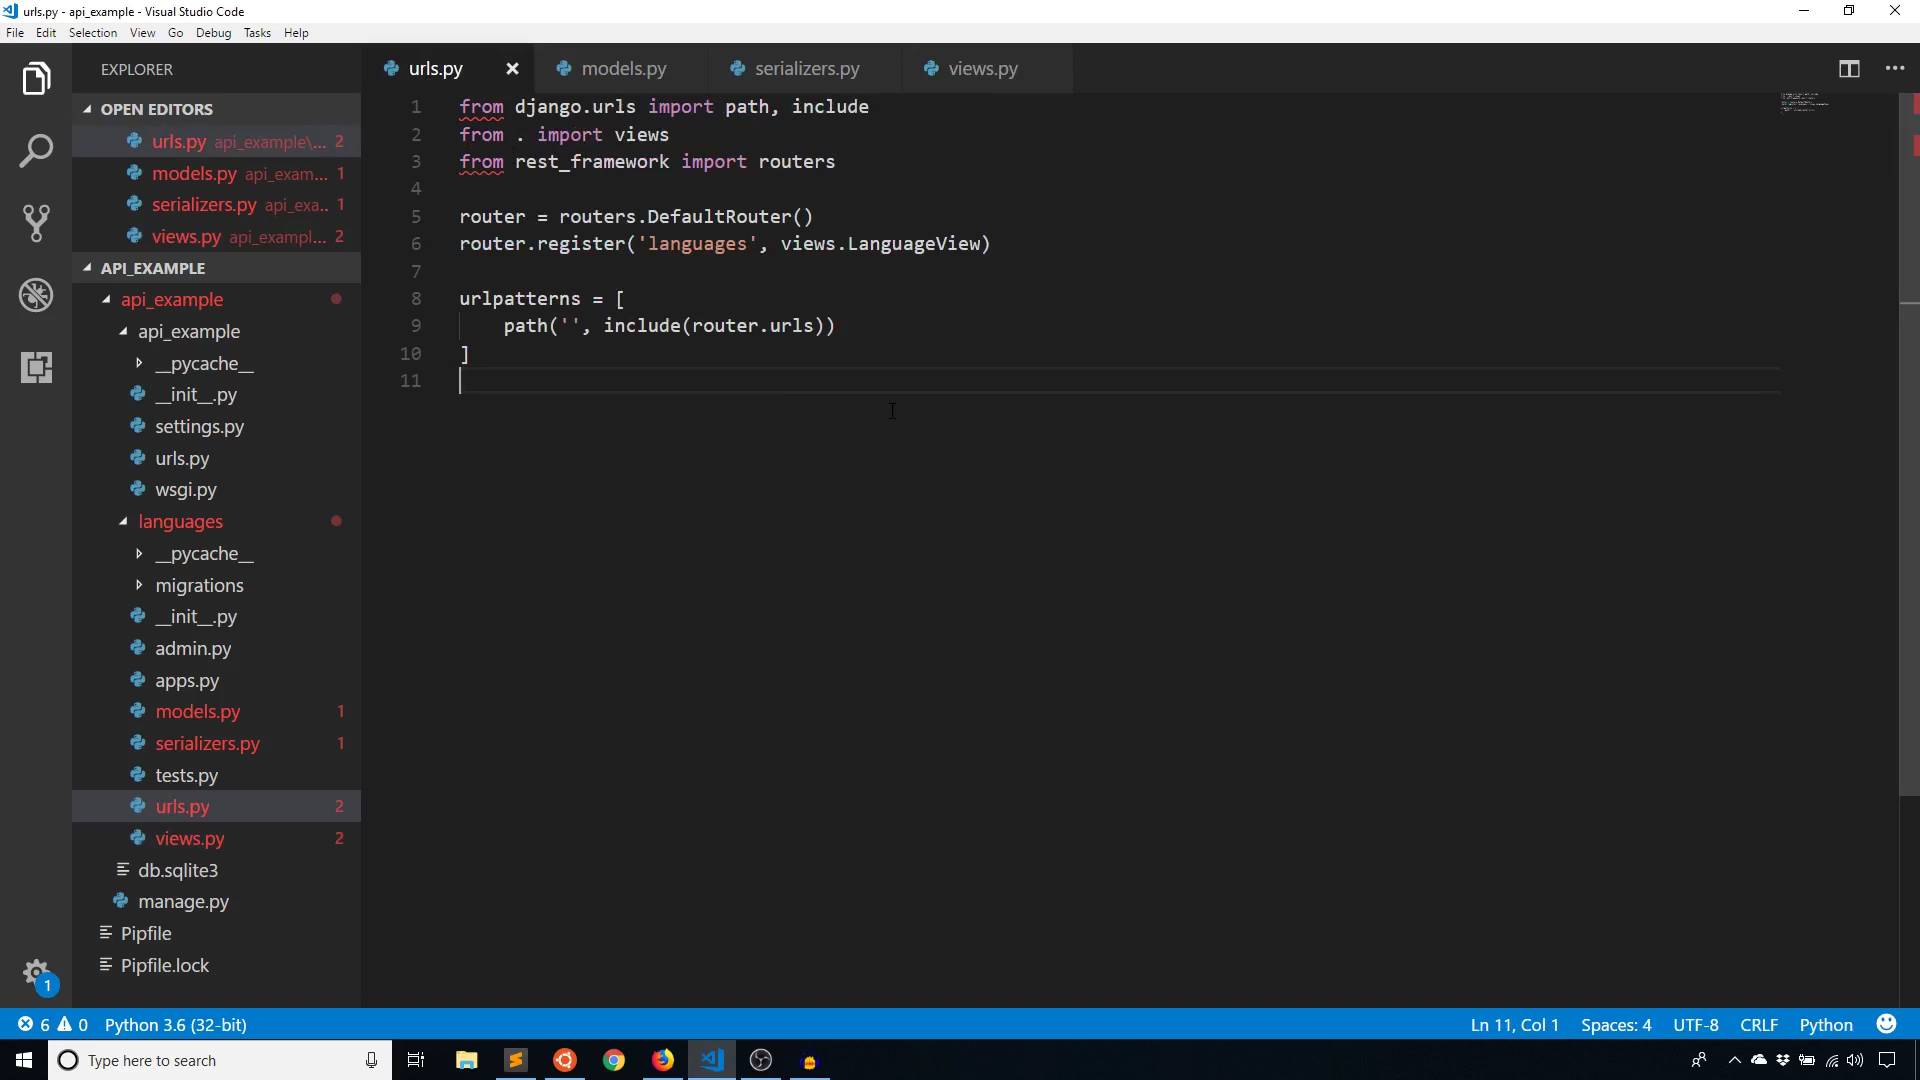 urls.py - api_example - Visual Studio Code
File Edit Selection View Go Debug Tasks Help
EXPLORER
OPEN EDITORS
urls.py api_example\... 2
models.py api_exam... 1
serializers.py api_exa... 1
views.py api_exampl... 2
API_EXAMPLE
api_example
api_example
__pycache__
__init__.py
settings.py
urls.py
wsgi.py
languages
__pycache__
migrations
__init__.py
admin.py
apps.py
models.py 1
serializers.py 1
tests.py
urls.py 2
views.py 2
db.sqlite3
manage.py
Pipfile
Pipfile.lock
1
urls.py models.py serializers.py views.py
1 from django.urls import path, include
2 from . import views
3 from rest_framework import routers
4
5 router = routers.DefaultRouter()
6 router.register('languages', views.LanguageView)
7
8 urlpatterns = [
9 path('', include(router.urls))
10 ]
11
6 0 Python 3.6 (32-bit) Ln 11, Col 1 Spaces: 4 UTF-8 CRLF Python
Type here to search